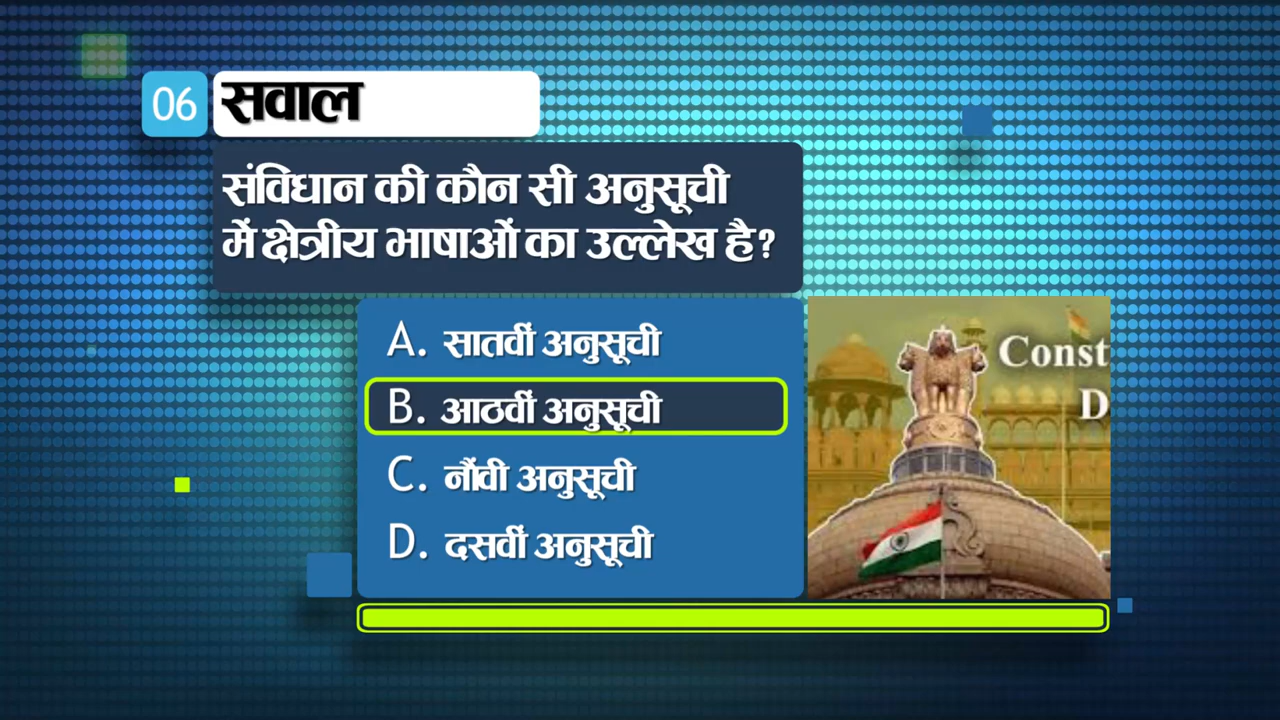 06 सवाल
संविधान की कौन सी अनुसूची
में क्षेत्रीय भाषाओं का उल्लेख है?
A. सातवीं अनुसूची
B. आठवीं अनुसूची
C. नौंवी अनुसूची
D. दसवीं अनुसूची
Const
D